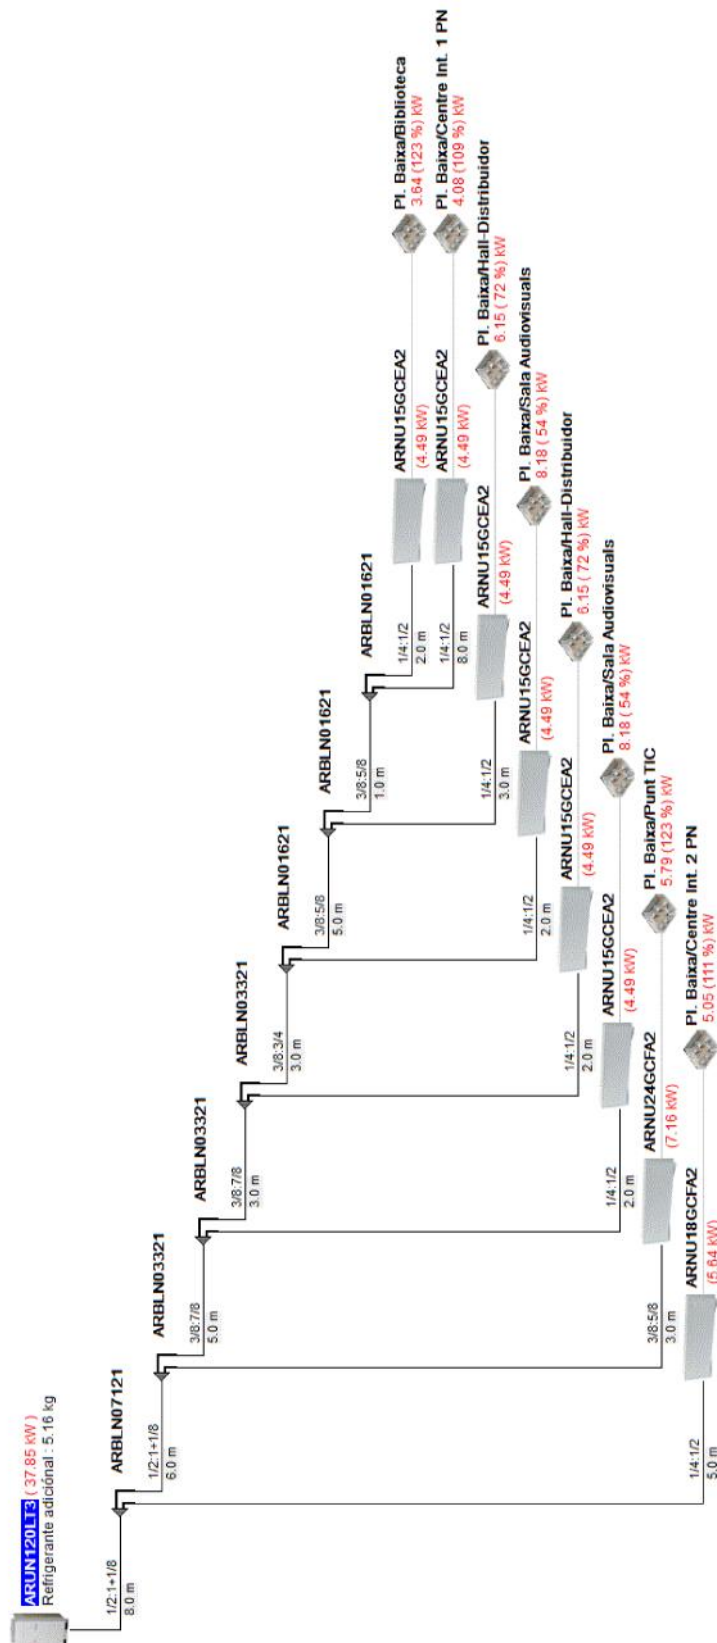 ARUN120LT3 ( 37.85 kW )
Refrigerante adiciónal : 5.16 kg
1/2:1+1/8
8.0 m
ARBLN07121
1/2:1+1/8
6.0 m
ARBLN03321
3/8:7/8
5.0 m
ARBLN03321
3/8:7/8
3.0 m
ARBLN03321
3/8:3/4
3.0 m
ARBLN01621
3/8:5/8
5.0 m
ARBLN01621
3/8:5/8
1.0 m
ARBLN01621
1/4:1/2
2.0 m
ARNU15GCEA2
(4.49 kW)
Pl. Baixa/Biblioteca
3.64 (123 %) kW
1/4:1/2
8.0 m
ARNU15GCEA2
(4.49 kW)
Pl. Baixa/Centre Int. 1 PN
4.08 (109 %) kW
1/4:1/2
3.0 m
ARNU15GCEA2
(4.49 kW)
Pl. Baixa/Hall-Distribuidor
6.15 ( 72 %) kW
1/4:1/2
2.0 m
ARNU15GCEA2
(4.49 kW)
Pl. Baixa/Sala Audiovisuals
8.18 ( 54 %) kW
1/4:1/2
2.0 m
ARNU15GCEA2
(4.49 kW)
Pl. Baixa/Hall-Distribuidor
6.15 ( 72 %) kW
1/4:1/2
2.0 m
ARNU15GCEA2
(4.49 kW)
Pl. Baixa/Sala Audiovisuals
8.18 ( 54 %) kW
3/8:5/8
3.0 m
ARNU24GCFA2
(7.16 kW)
Pl. Baixa/Punt TIC
5.79 (123 %) kW
1/4:1/2
5.0 m
ARNU18GCFA2
(5.64 kW)
Pl. Baixa/Centre Int. 2 PN
5.05 (111 %) kW